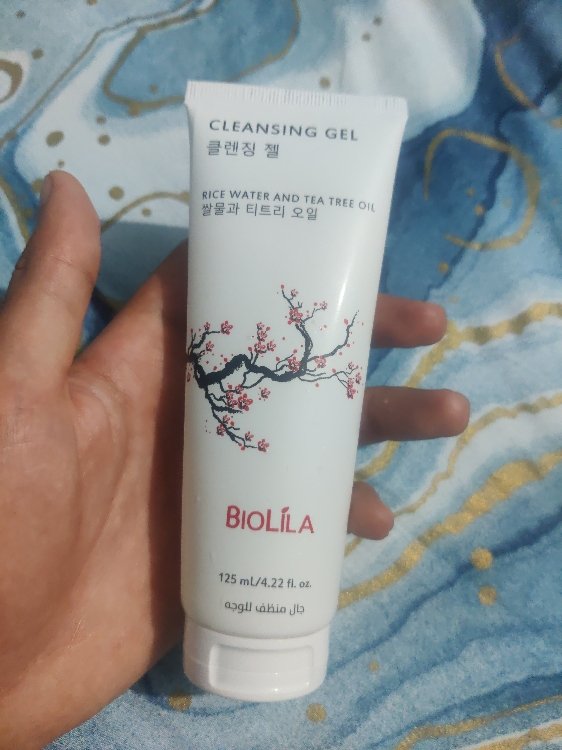 CLEANSING GEL
클렌징 젤
RICE WATER AND TEA TREE OIL
쌀물과 티트리 오일
BIOLíLA
125 mL/4.22 fl. oz.
جال منظف للوجه